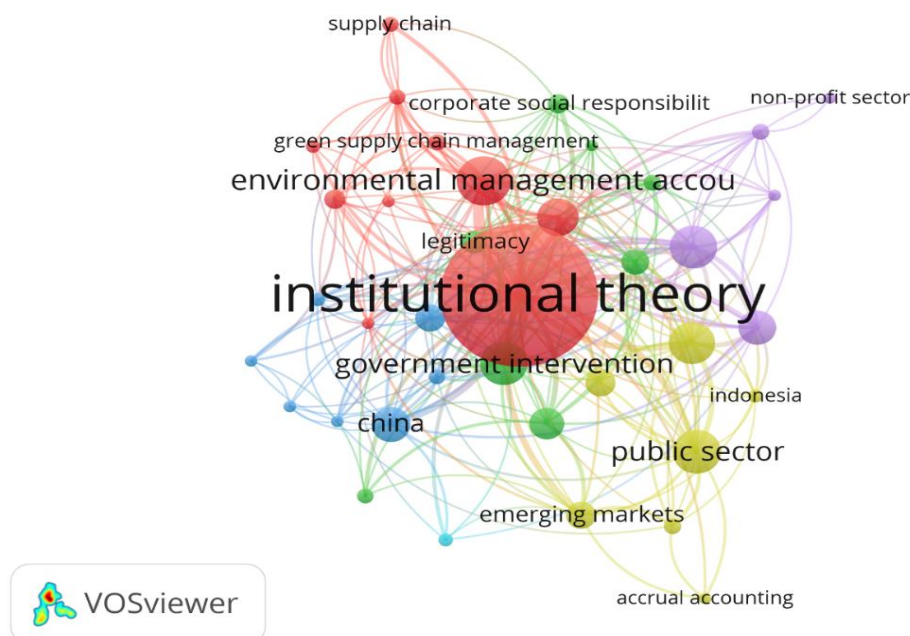 supply chain
corporate social responsibilit
non-profit sector
green supply chain management
environmental management accou
legitimacy
institutional theory
government intervention
indonesia
china
public sector
emerging markets
accrual accounting
VOSviewer